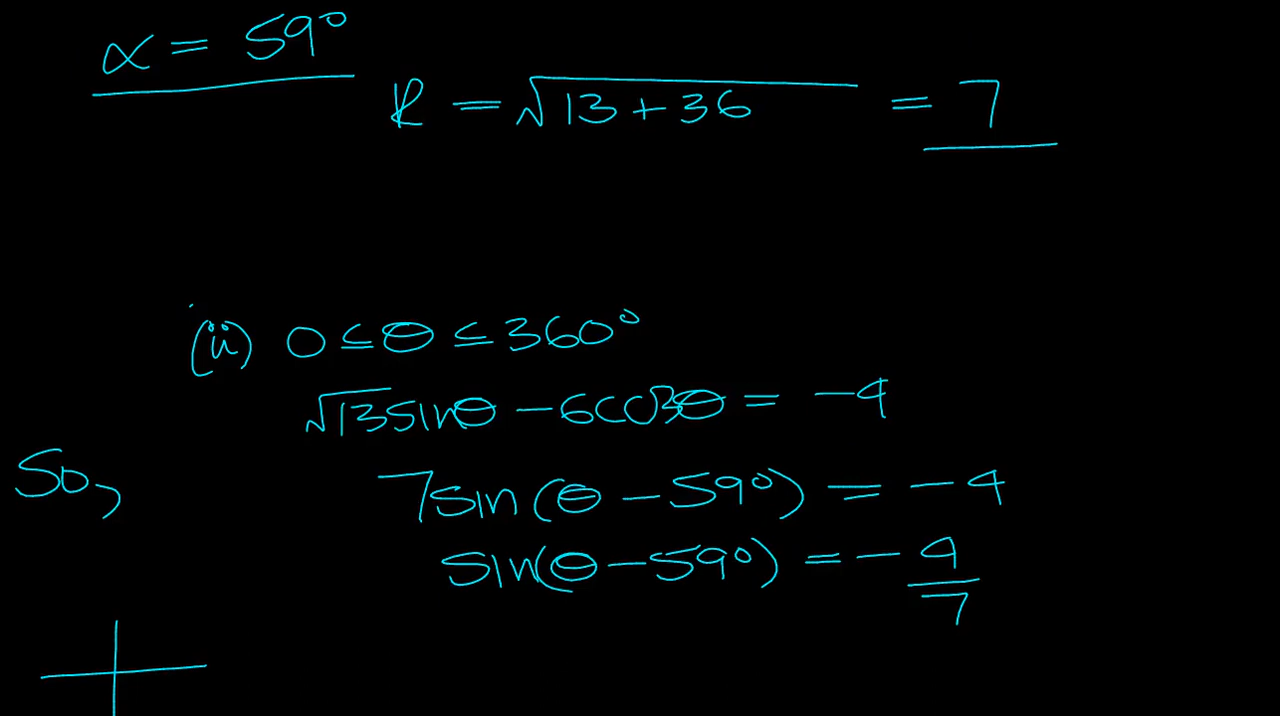 α = 59°
R = √13 + 36 = 7
(ii) 0 ≤ θ ≤ 360°
√13 sinθ − 6cosθ = −4
So, 7sin(θ − 59°) = −4
sin(θ − 59°) = − 4/7